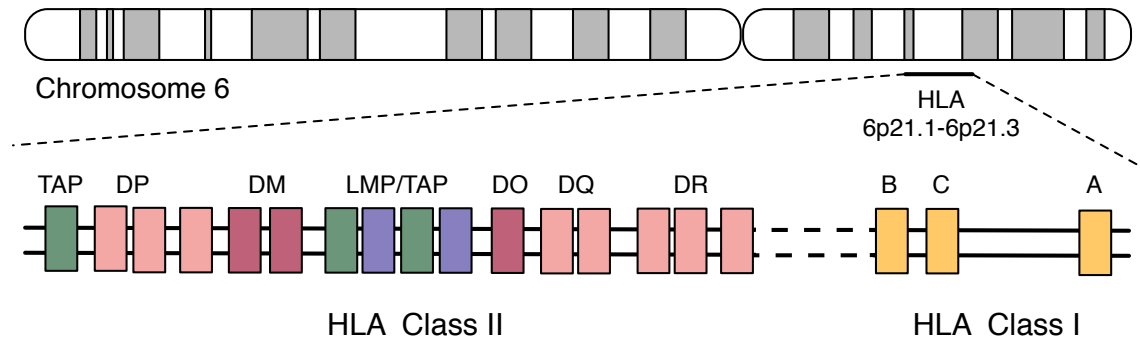 Chromosome 6
HLA
6p21.1-6p21.3
TAP DP DM LMP/TAP DO DQ DR B C A
HLA Class II HLA Class I